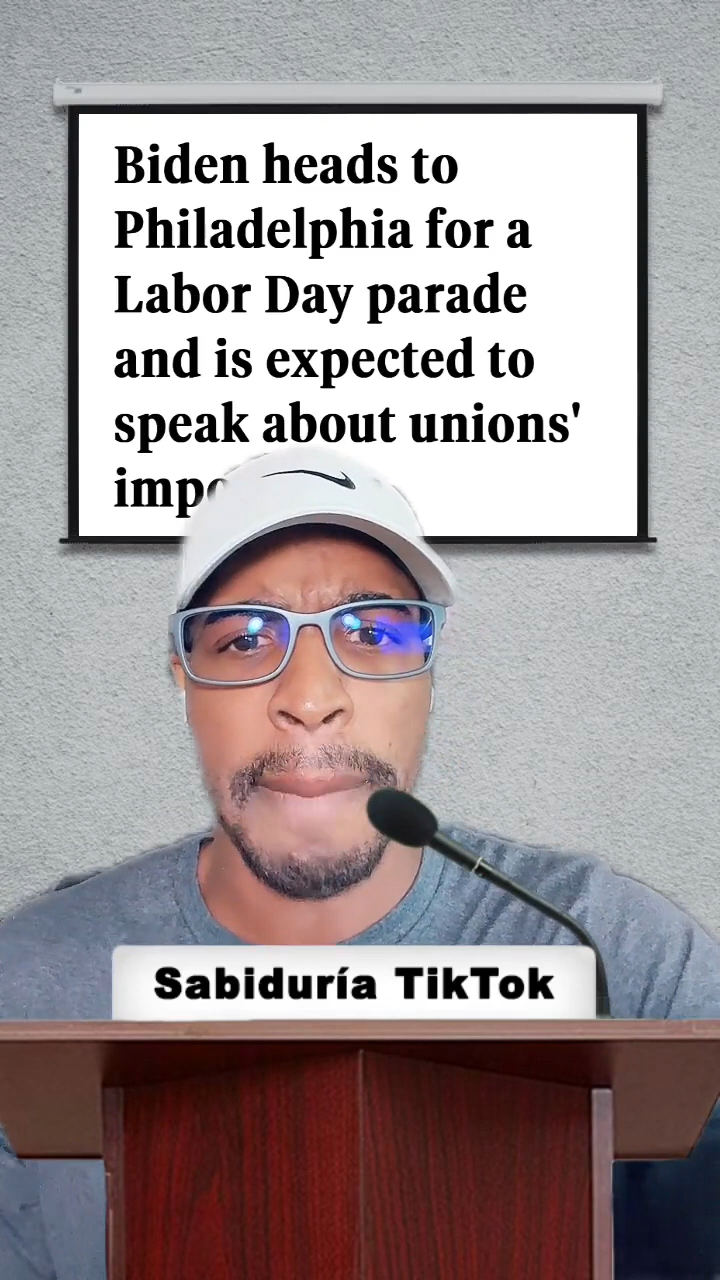 Biden heads to
Philadelphia for a
Labor Day parade
and is expected to
speak about unions'
Sabiduría TikTok